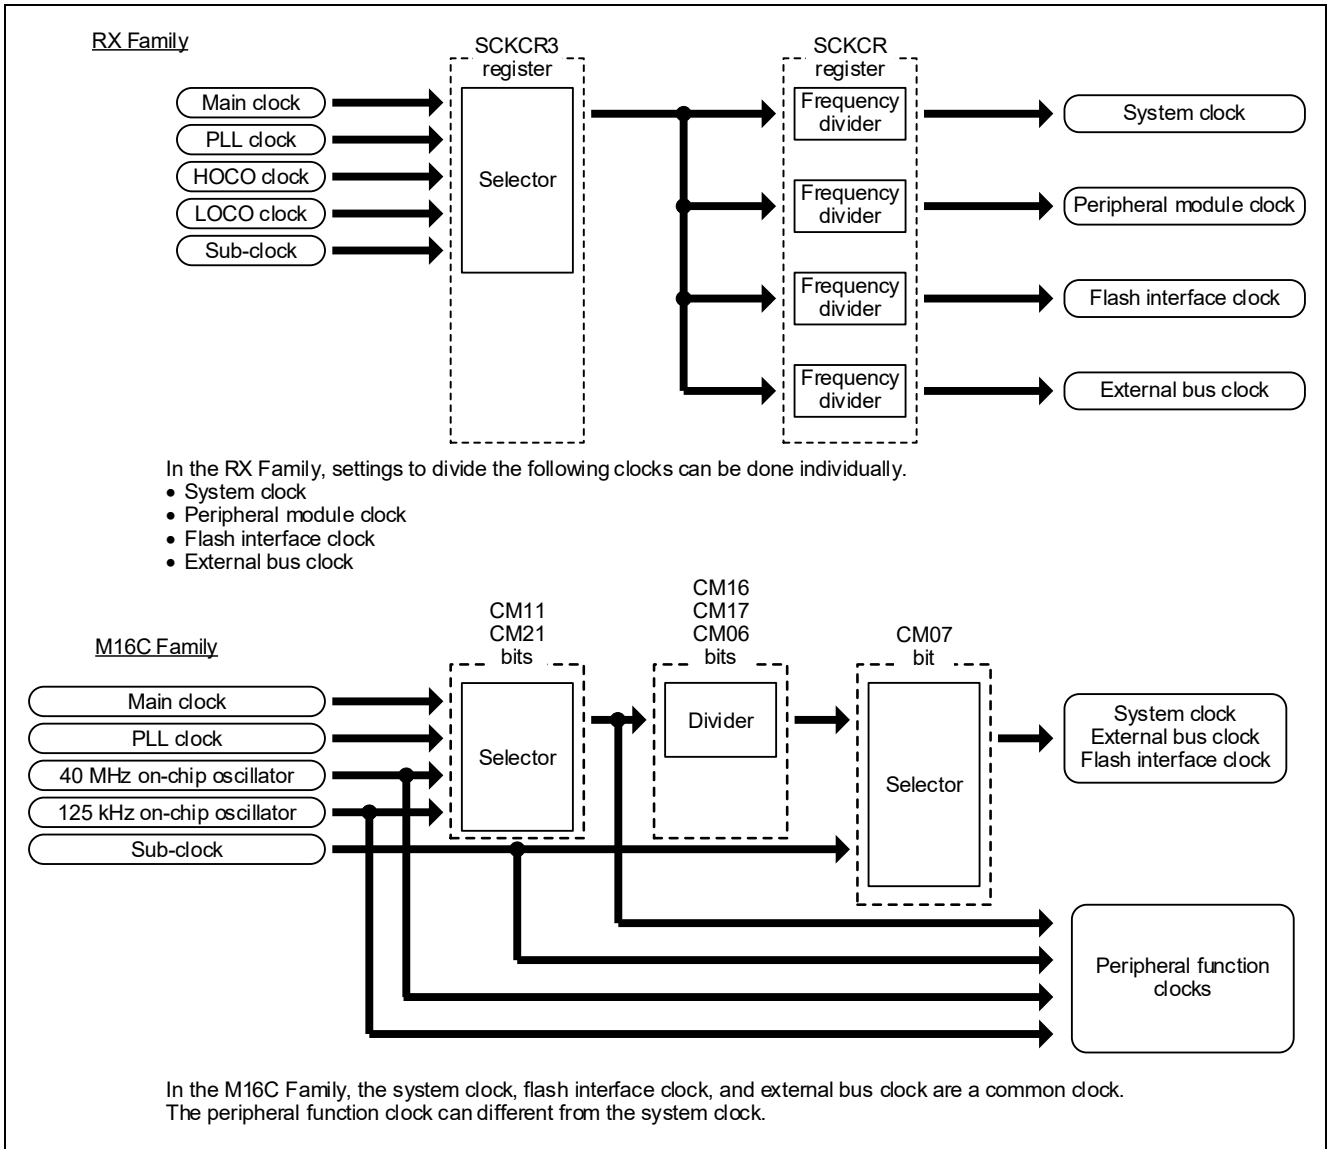 RX Family
SCKCR3
register
SCKCR
register
Main clock
PLL clock
HOCO clock
LOCO clock
Sub-clock
Selector
Frequency
divider
Frequency
divider
Frequency
divider
Frequency
divider
System clock
Peripheral module clock
Flash interface clock
External bus clock
In the RX Family, settings to divide the following clocks can be done individually.
• System clock
• Peripheral module clock
• Flash interface clock
• External bus clock
M16C Family
CM11
CM21
bits
CM16
CM17
CM06
bits
CM07
bit
Main clock
PLL clock
40 MHz on-chip oscillator
125 kHz on-chip oscillator
Sub-clock
Selector
Divider
Selector
System clock
External bus clock
Flash interface clock
Peripheral function
clocks
In the M16C Family, the system clock, flash interface clock, and external bus clock are a common clock.
The peripheral function clock can different from the system clock.